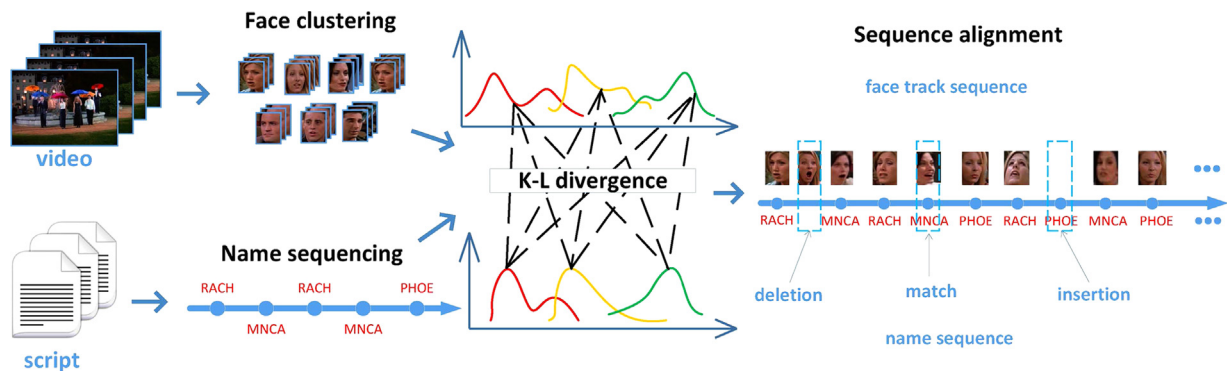 Face clustering
video
Name sequencing
RACH RACH PHOE
MNCA MNCA
script
K-L divergence
Sequence alignment
face track sequence
RACH MNCA RACH MNCA PHOE RACH PHOE MNCA PHOE
deletion match insertion
name sequence